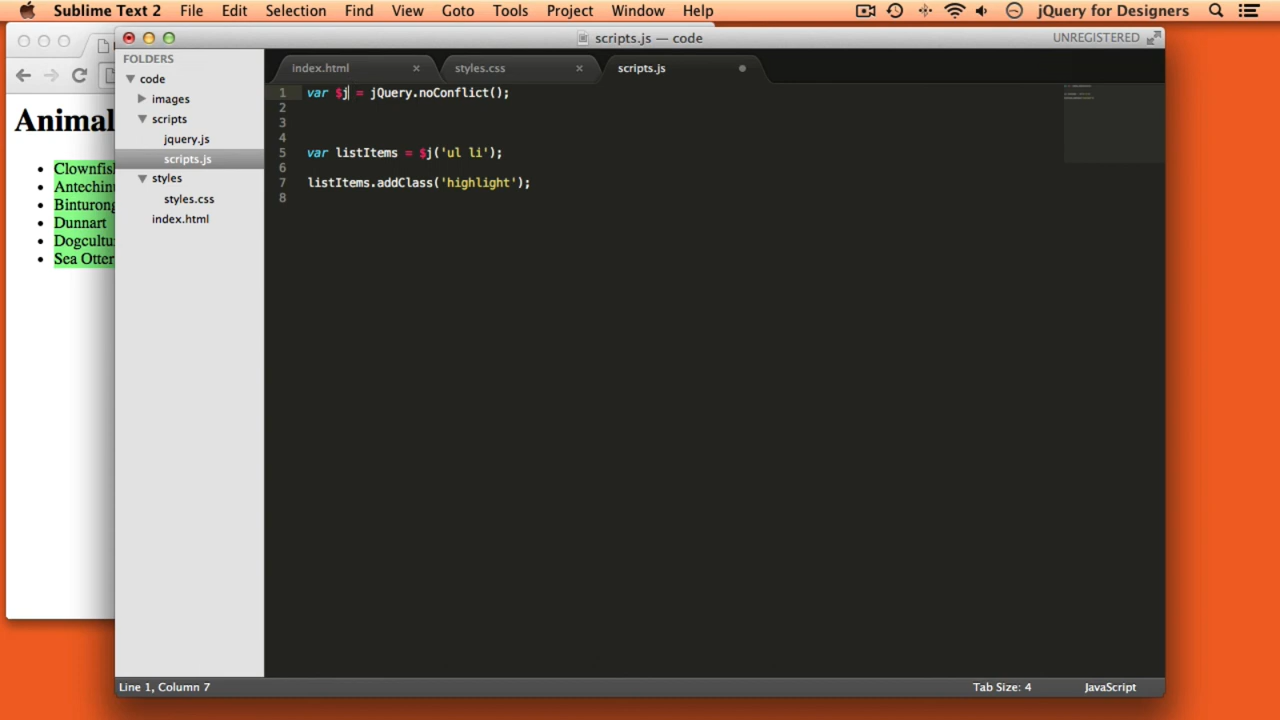 Sublime Text 2 File Edit Selection Find View Goto Tools Project Window Help jQuery for Designers
scripts.js — code UNREGISTERED
FOLDERS
code
images
scripts
jquery.js
scripts.js
styles
styles.css
index.html
index.html × styles.css × scripts.js
1 var $j = jQuery.noConflict();
2
3
4
5 var listItems = $j('ul li');
6
7 listItems.addClass('highlight');
8
Animal
Clownfish
Antechinu
Binturong
Dunnart
Dogcultu
Sea Otter
Line 1, Column 7 Tab Size: 4 JavaScript